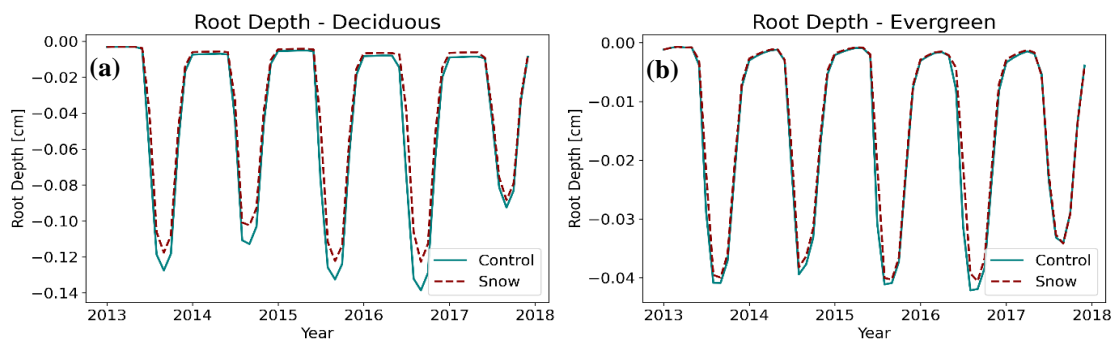 Root Depth - Deciduous
(a)
Root Depth [cm]
0.00
−0.02
−0.04
−0.06
−0.08
−0.10
−0.12
−0.14
Control
Snow
2013 2014 2015 2016 2017 2018
Year
Root Depth - Evergreen
(b)
Root Depth [cm]
0.00
−0.01
−0.02
−0.03
−0.04
Control
Snow
2013 2014 2015 2016 2017 2018
Year